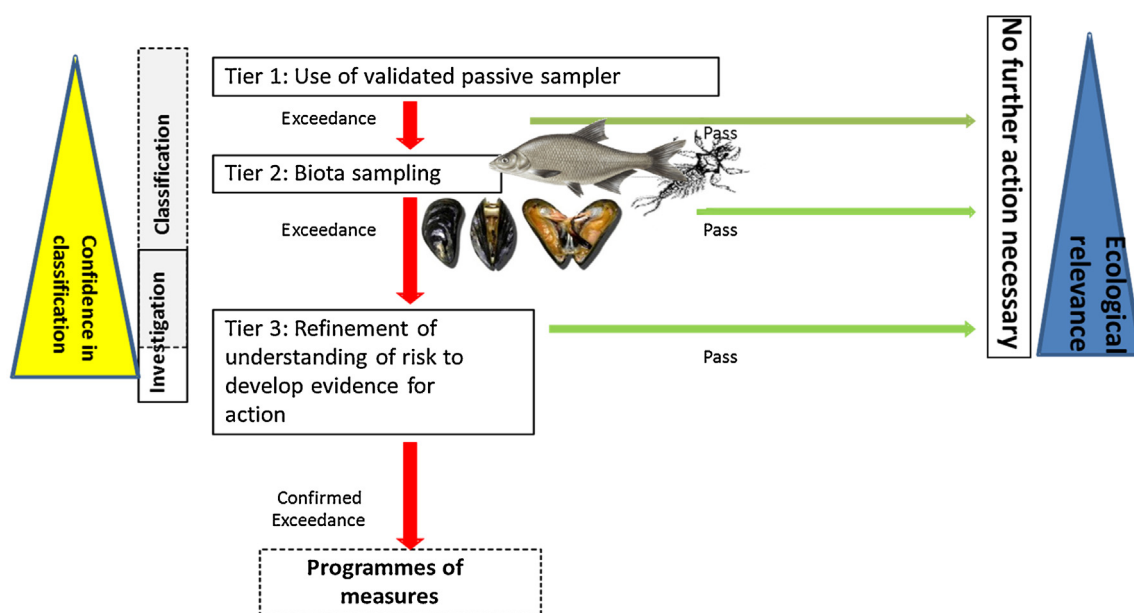 Tier 1: Use of validated passive sampler
Exceedance
Pass
Tier 2: Biota sampling
Exceedance
Pass
Tier 3: Refinement of
understanding of risk to
develop evidence for
action
Pass
Confirmed
Exceedance
Programmes of
measures
Confidence in
classification
Classification
Investigation
No further action necessary
Ecological
relevance